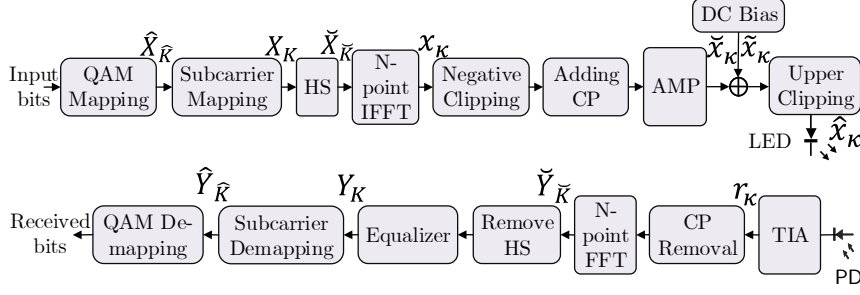 DC Bias
X̂_K̂
X_K
X̆_K̆
x_κ
x̆_κ
x̃_κ
Input
bits
QAM
Mapping
Subcarrier
Mapping
HS
N-
point
IFFT
Negative
Clipping
Adding
CP
AMP
Upper
Clipping
LED
x̂_κ
Ŷ_K̂
Y_K
Y̆_K̆
r_κ
Received
bits
QAM De-
mapping
Subcarrier
Demapping
Equalizer
Remove
HS
N-
point
FFT
CP
Removal
TIA
PD